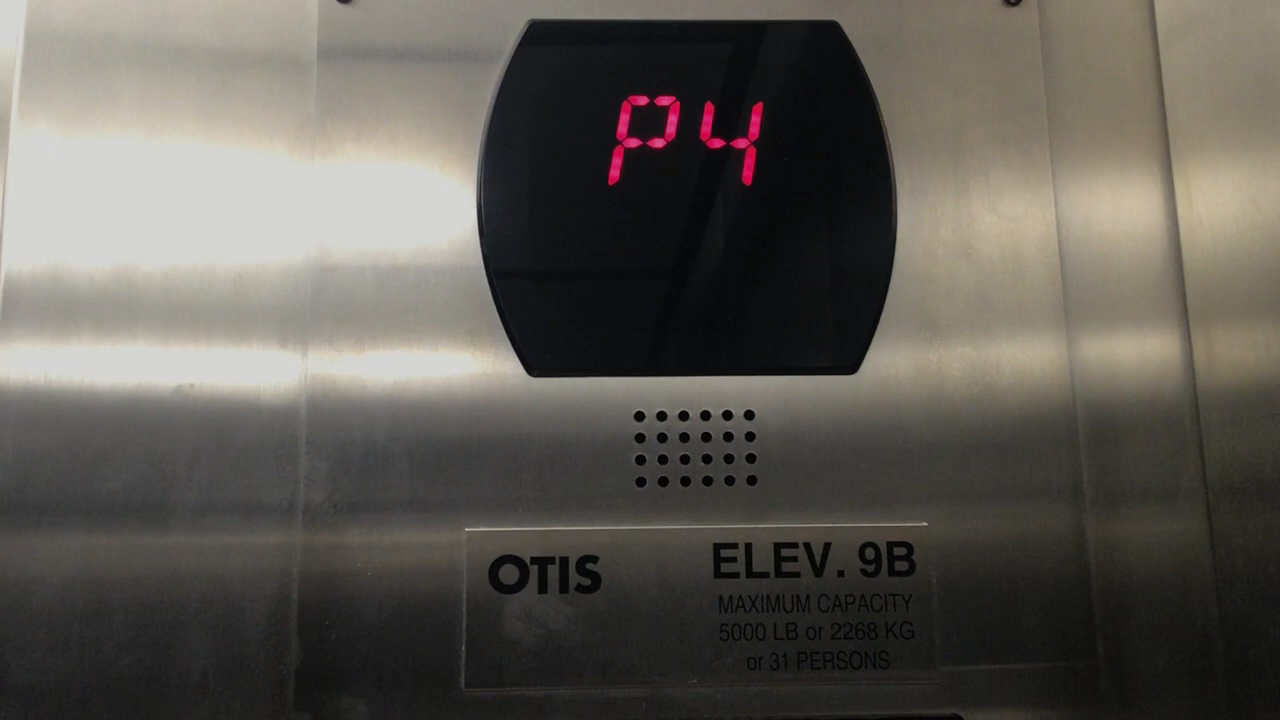 P4
OTIS
ELEV. 9B
MAXIMUM CAPACITY
5000 LB or 2268 KG
or 31 PERSONS